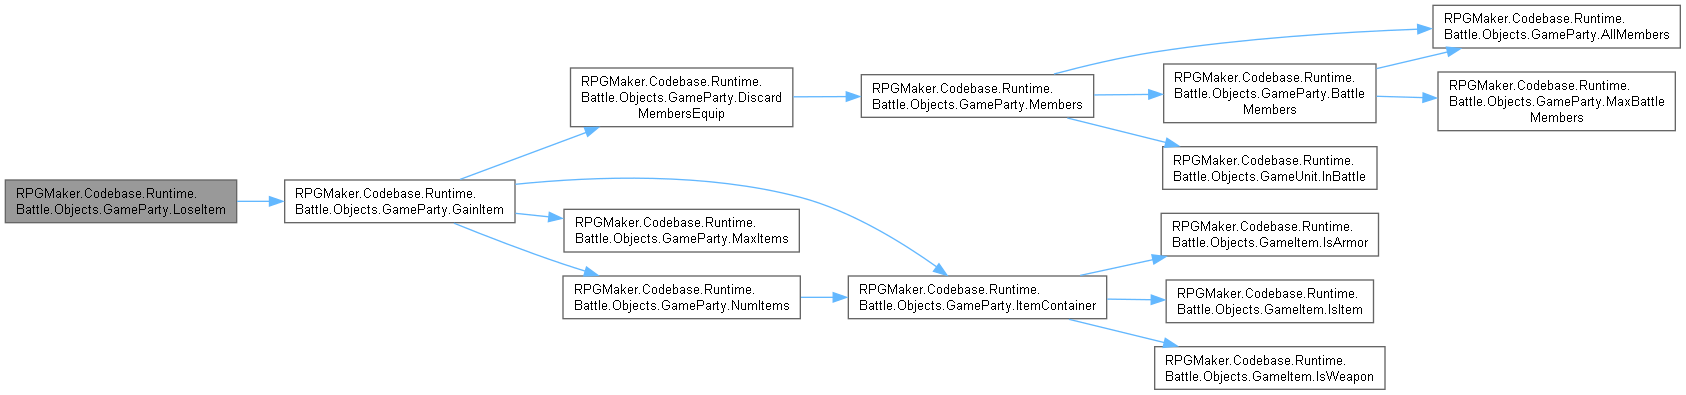 RPGMaker.Codebase.Runtime.
Battle.Objects.GameParty.LoseItem
RPGMaker.Codebase.Runtime.
Battle.Objects.GameParty.GainItem
RPGMaker.Codebase.Runtime.
Battle.Objects.GameParty.Discard
MembersEquip
RPGMaker.Codebase.Runtime.
Battle.Objects.GameParty.MaxItems
RPGMaker.Codebase.Runtime.
Battle.Objects.GameParty.NumItems
RPGMaker.Codebase.Runtime.
Battle.Objects.GameParty.Members
RPGMaker.Codebase.Runtime.
Battle.Objects.GameParty.ItemContainer
RPGMaker.Codebase.Runtime.
Battle.Objects.GameParty.Battle
Members
RPGMaker.Codebase.Runtime.
Battle.Objects.GameUnit.InBattle
RPGMaker.Codebase.Runtime.
Battle.Objects.GameItem.IsArmor
RPGMaker.Codebase.Runtime.
Battle.Objects.GameItem.IsItem
RPGMaker.Codebase.Runtime.
Battle.Objects.GameItem.IsWeapon
RPGMaker.Codebase.Runtime.
Battle.Objects.GameParty.AllMembers
RPGMaker.Codebase.Runtime.
Battle.Objects.GameParty.MaxBattle
Members